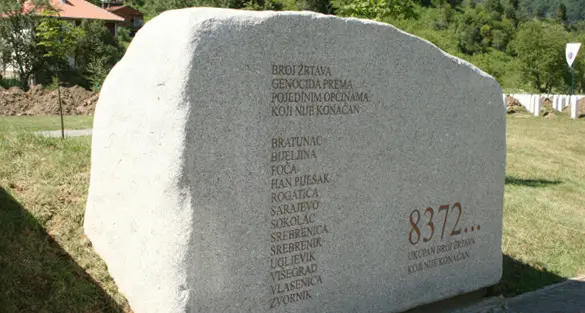 BROJ ŽRTAVA
GENOCIDA PREMA
POJEDINIM OPĆINAMA
KOJI NIJE KONAČAN
BRATUNAC
BIJELJINA
FOČA
HAN PIJESAK
ROGATICA
SARAJEVO
SOKOLAC
SREBRENICA
SREBRENIK
UGLJEVIK
VIŠEGRAD
VLASENICA
ZVORNIK
8372...
UKUPAN BROJ ŽRTAVA
KOJI NIJE KONAČAN